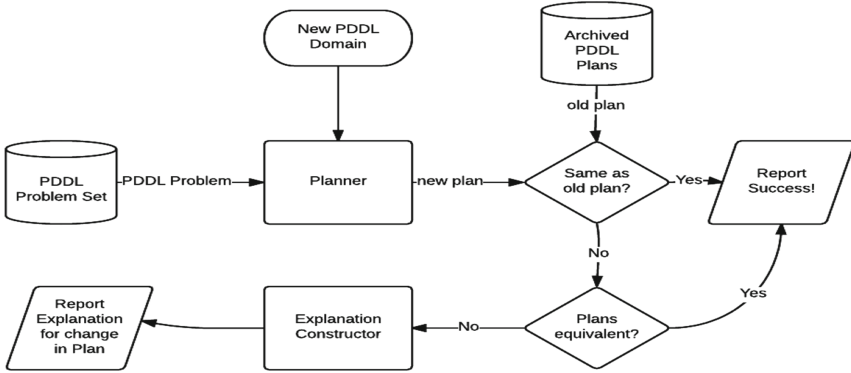 New PDDL
Domain
Archived
PDDL
Plans
old plan
PDDL
Problem Set
PDDL Problem
Planner
new plan
Same as
old plan?
Yes
Report
Success!
No
Yes
Report
Explanation
for change
in Plan
Explanation
Constructor
No
Plans
equivalent?